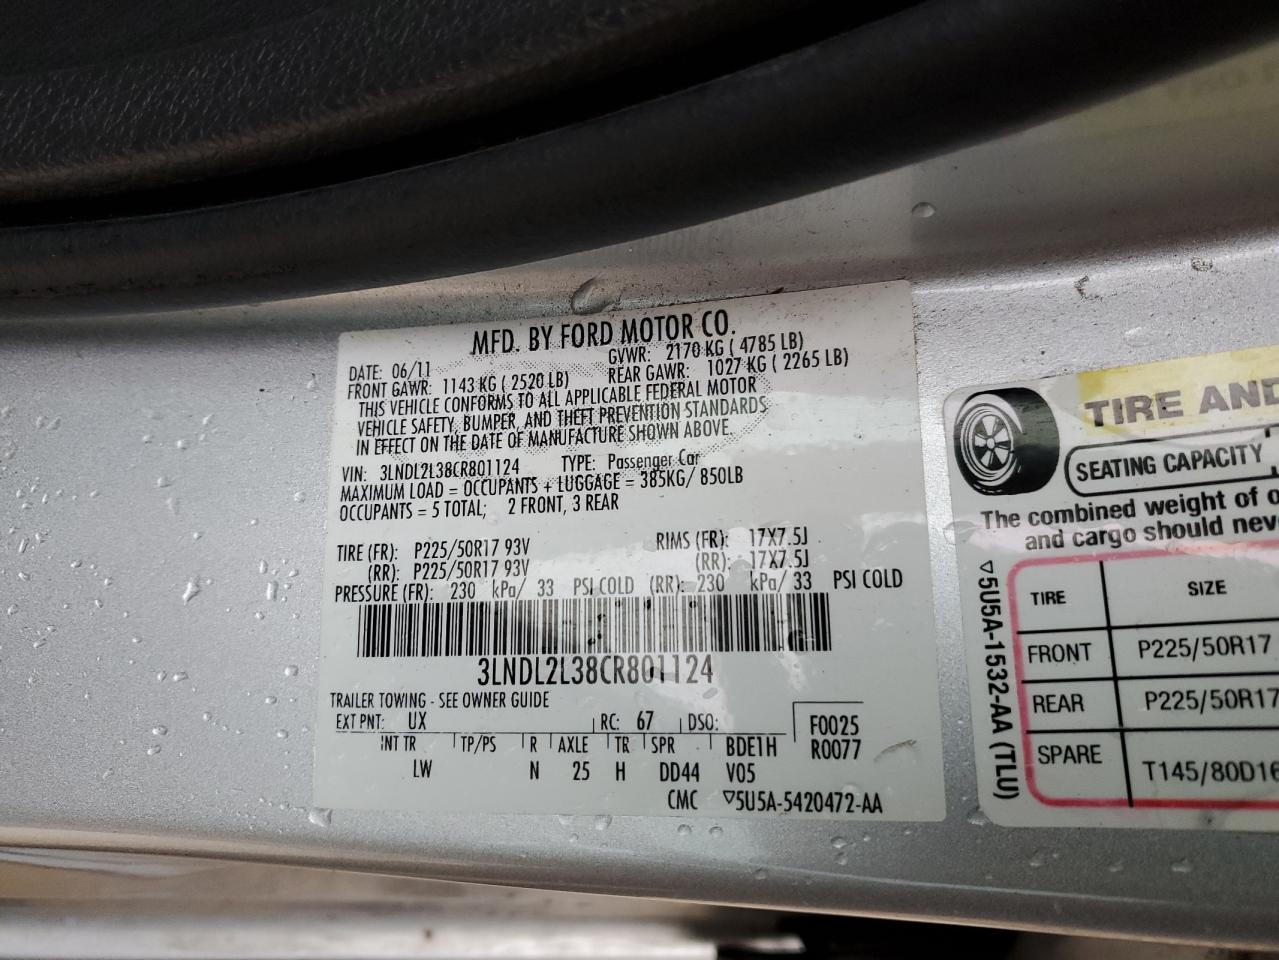 MFD. BY FORD MOTOR CO.
DATE: 06/11 GVWR: 2170 KG ( 4785 LB)
FRONT GAWR: 1143 KG ( 2520 LB) REAR GAWR: 1027 KG ( 2265 LB)
THIS VEHICLE CONFORMS TO ALL APPLICABLE FEDERAL MOTOR
VEHICLE SAFETY, BUMPER, AND THEFT PREVENTION STANDARDS
IN EFFECT ON THE DATE OF MANUFACTURE SHOWN ABOVE.
VIN: 3LNDL2L38CR801124 TYPE: Passenger Car
MAXIMUM LOAD = OCCUPANTS + LUGGAGE = 385KG/ 850LB
OCCUPANTS = 5 TOTAL; 2 FRONT, 3 REAR
TIRE (FR): P225/50R17 93V RIMS (FR): 17X7.5J
(RR): P225/50R17 93V (RR): 17X7.5J
PRESSURE (FR): 230 kPa/ 33 PSI COLD (RR): 230 kPa/ 33 PSI COLD
3LNDL2L38CR801124
TRAILER TOWING - SEE OWNER GUIDE
EXT PNT: UX RC: 67 DSO: F0025
INT TR TP/PS R AXLE TR SPR BDE1H R0077
LW N 25 H DD44 V05
CMC ▽5U5A-5420472-AA
TIRE AND
SEATING CAPACITY
The combined weight of
and cargo should
▽5U5A-1532-AA (TLU)
TIRE SIZE
FRONT P225/50R17
REAR P225/50R17
SPARE T145/80D16